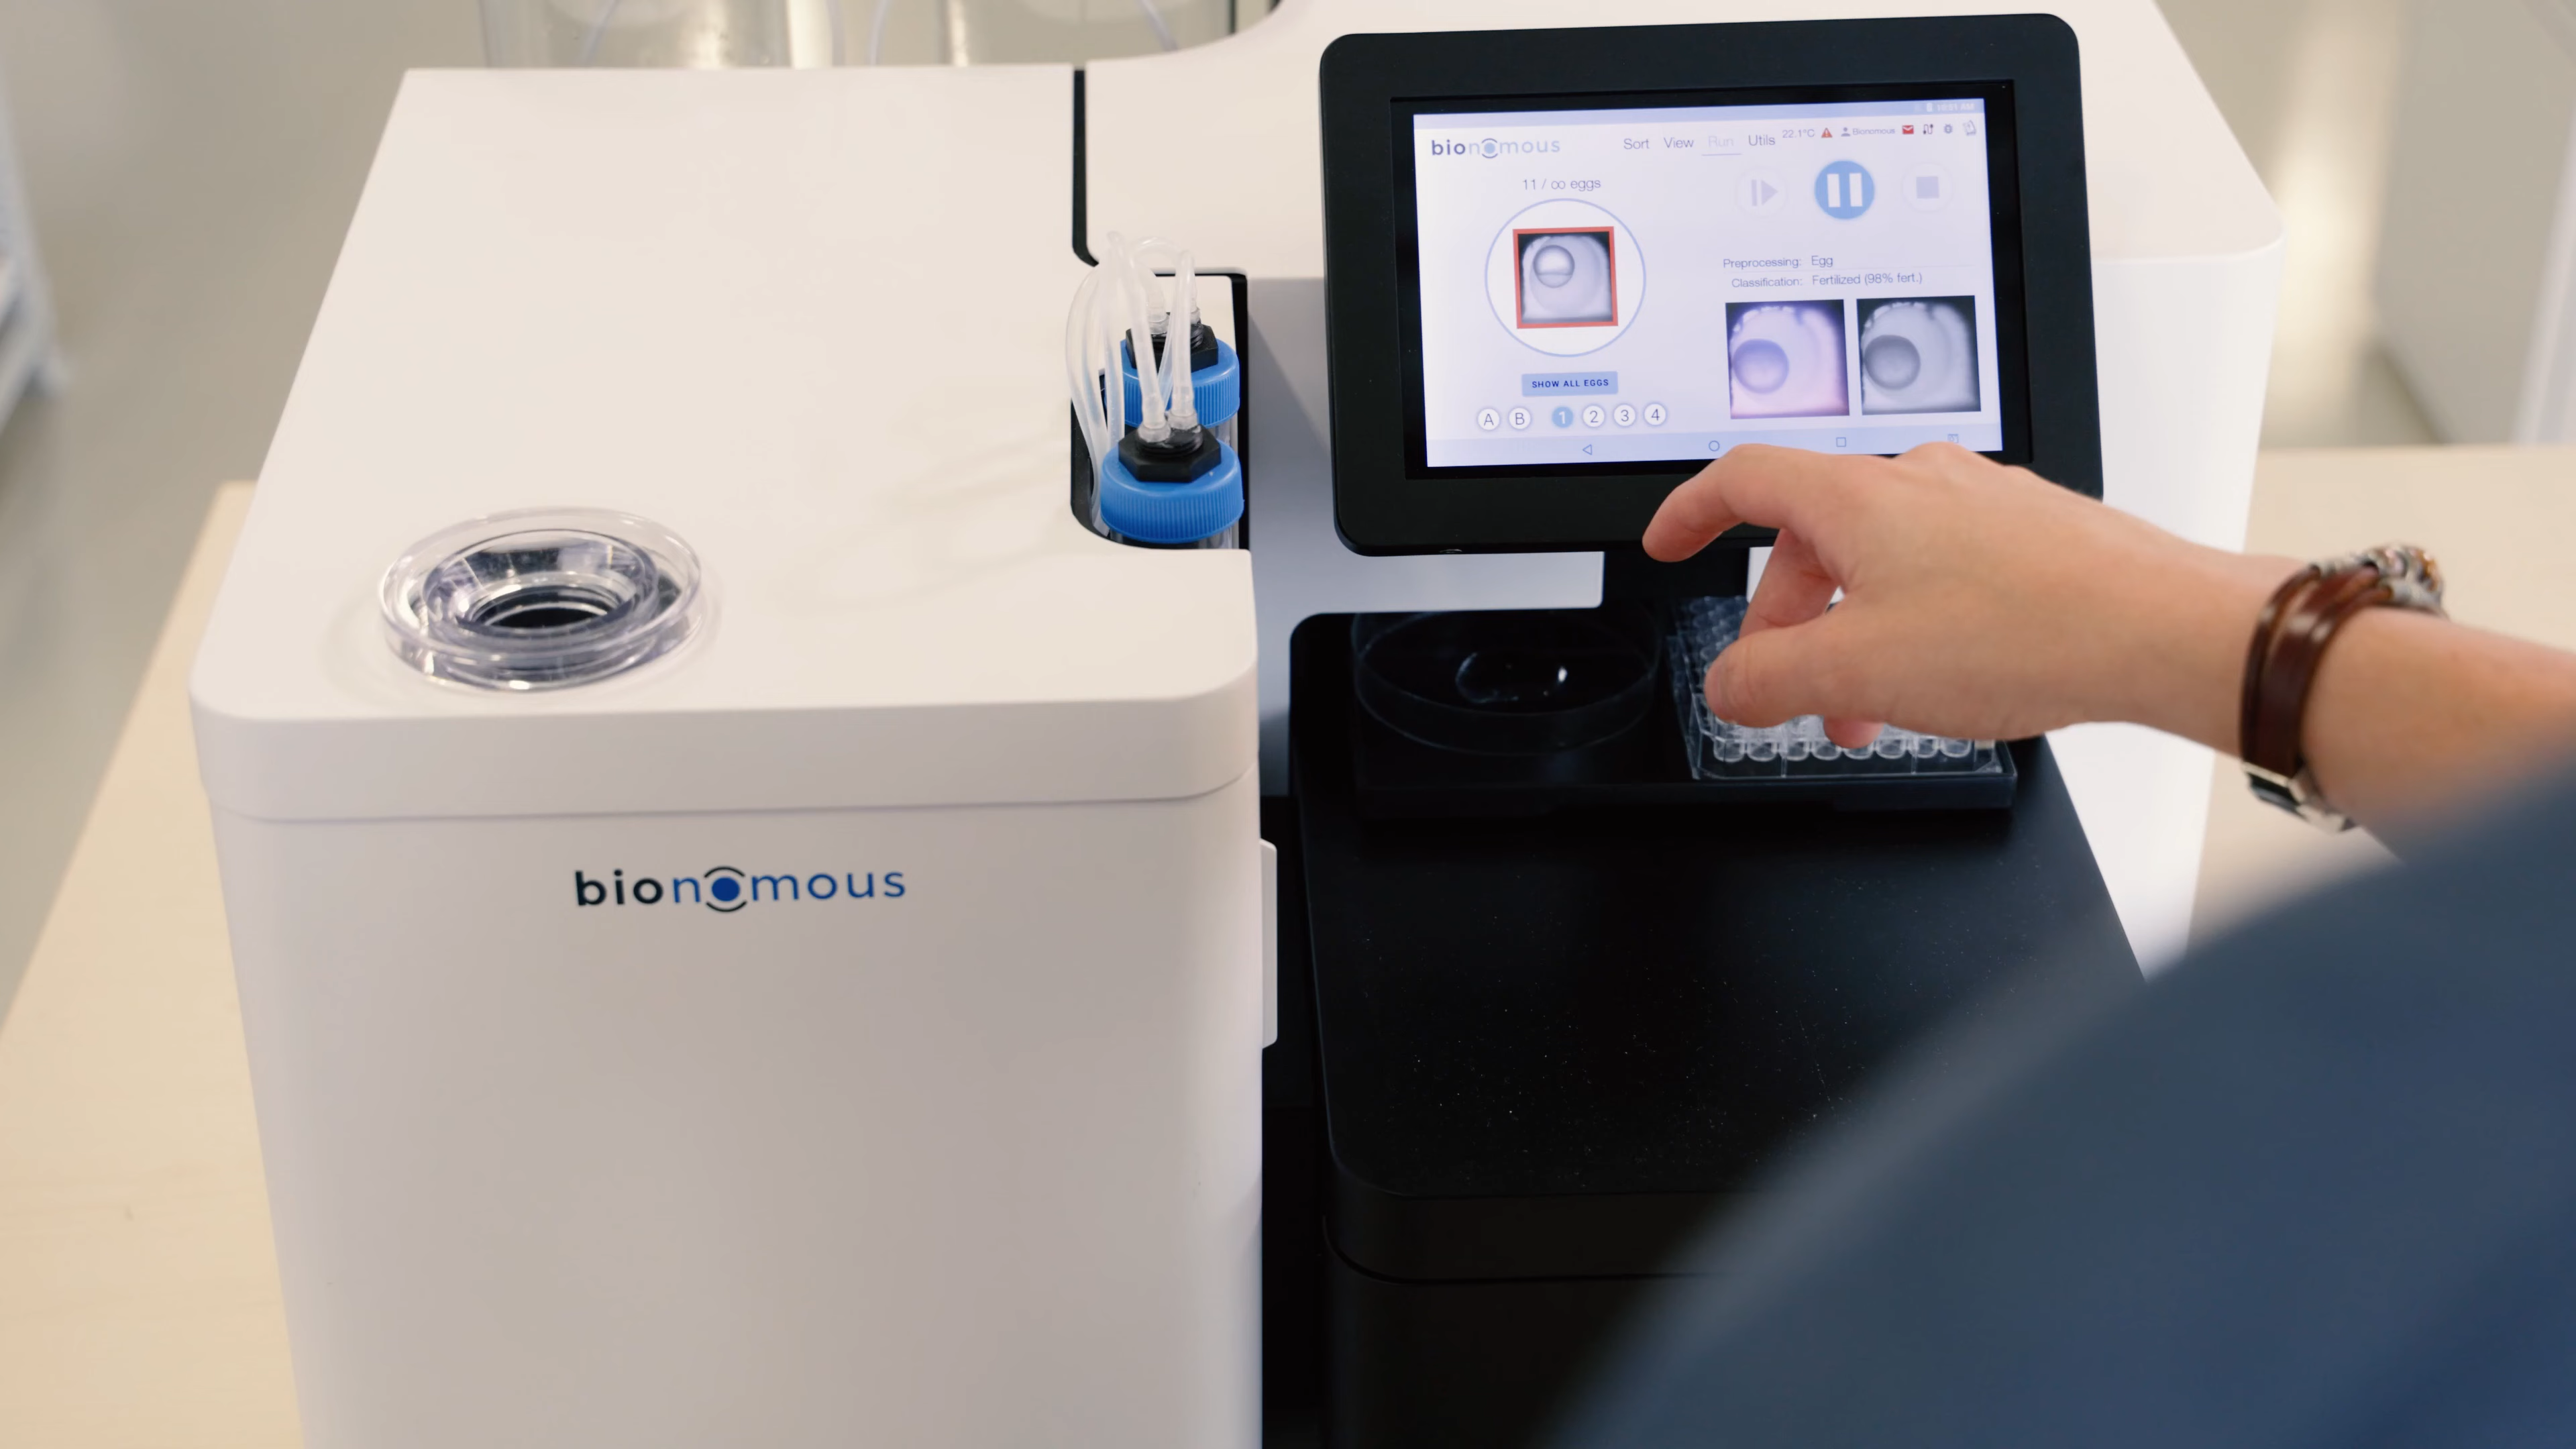 bionomous
Sort View Run Utils 22.1°C Bionomous
11 / ∞ eggs
Preprocessing: Egg
Classification: Fertilized (98% fert.)
SHOW ALL EGGS
A B 1 2 3 4
bionomous